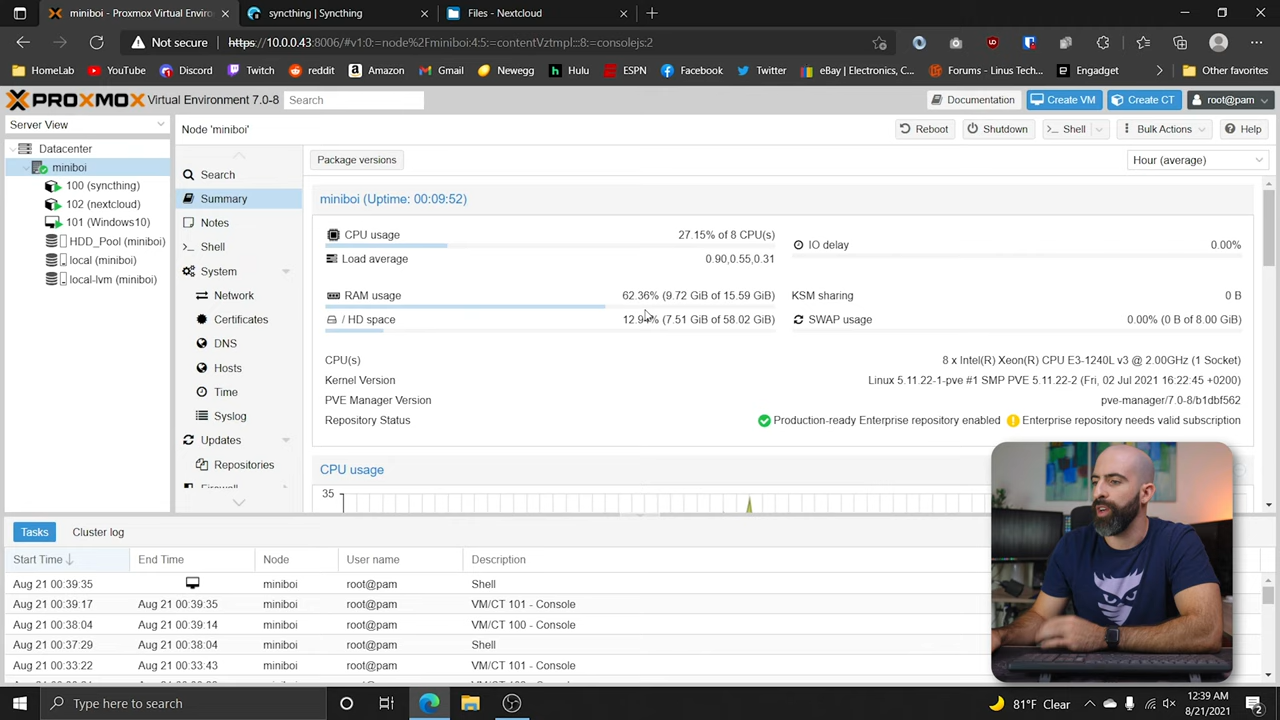 miniboi - Proxmox Virtual Enviro
syncthing | Syncthing
Files - Nextcloud
Not secure
https://10.0.0.43:8006/#v1:0:=node%2Fminiboi:4:5:=contentVztmpl:::8:=consolejs:2
HomeLab YouTube Discord Twitch reddit Amazon Gmail Newegg Hulu ESPN Facebook Twitter eBay | Electronics, C... Forums - Linus Tech... Engadget Other favorites
PROXMOX Virtual Environment 7.0-8 Search Documentation Create VM Create CT root@pam
Server View
Node 'miniboi'
Reboot Shutdown Shell Bulk Actions Help
Datacenter
miniboi
100 (syncthing)
102 (nextcloud)
101 (Windows10)
HDD_Pool (miniboi)
local (miniboi)
local-lvm (miniboi)
Search
Summary
Notes
Shell
System
Network
Certificates
DNS
Hosts
Time
Syslog
Updates
Repositories
Firewall
Package versions
Hour (average)
miniboi (Uptime: 00:09:52)
CPU usage 27.15% of 8 CPU(s)
IO delay 0.00%
Load average 0.90,0.55,0.31
RAM usage 62.36% (9.72 GiB of 15.59 GiB)
KSM sharing 0 B
/ HD space (7.51 GiB of 58.02 GiB)
SWAP usage 0.00% (0 B of 8.00 GiB)
CPU(s) 8 x Intel(R) Xeon(R) CPU E3-1240L v3 @ 2.00GHz (1 Socket)
Kernel Version Linux 5.11.22-1-pve #1 SMP PVE 5.11.22-2 (Fri, 02 Jul 2021 16:22:45 +0200)
PVE Manager Version pve-manager/7.0-8/b1dbf562
Repository Status Production-ready Enterprise repository enabled Enterprise repository needs valid subscription
CPU usage
35
Tasks Cluster log
Start Time End Time Node User name Description
Aug 21 00:39:35 miniboi root@pam Shell
Aug 21 00:39:17 Aug 21 00:39:35 miniboi root@pam VM/CT 101 - Console
Aug 21 00:38:04 Aug 21 00:39:14 miniboi root@pam VM/CT 100 - Console
Aug 21 00:37:29 Aug 21 00:38:04 miniboi root@pam Shell
Aug 21 00:33:22 Aug 21 00:33:43 miniboi root@pam VM/CT 101 - Console
Type here to search
81°F Clear
12:39 AM
8/21/2021
2